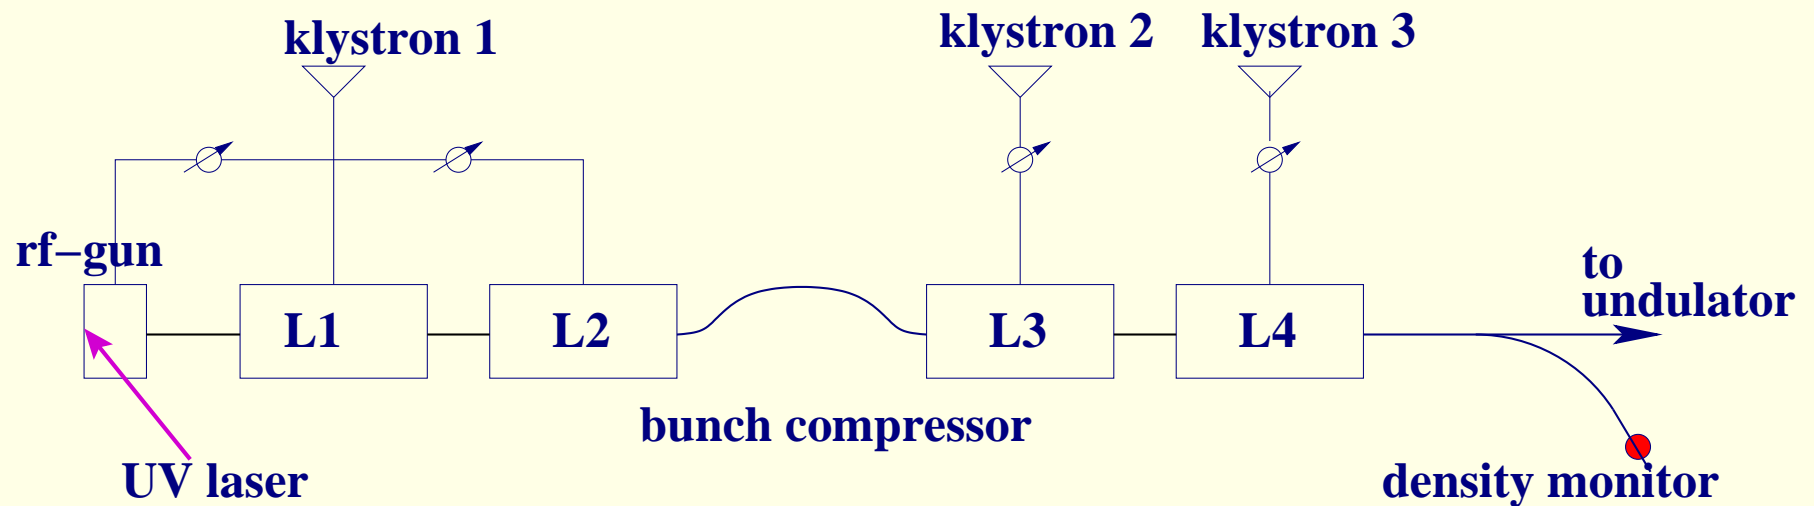 klystron 1
klystron 2
klystron 3
rf−gun
to
undulator
L1
L2
L3
L4
bunch compressor
UV laser
density monitor